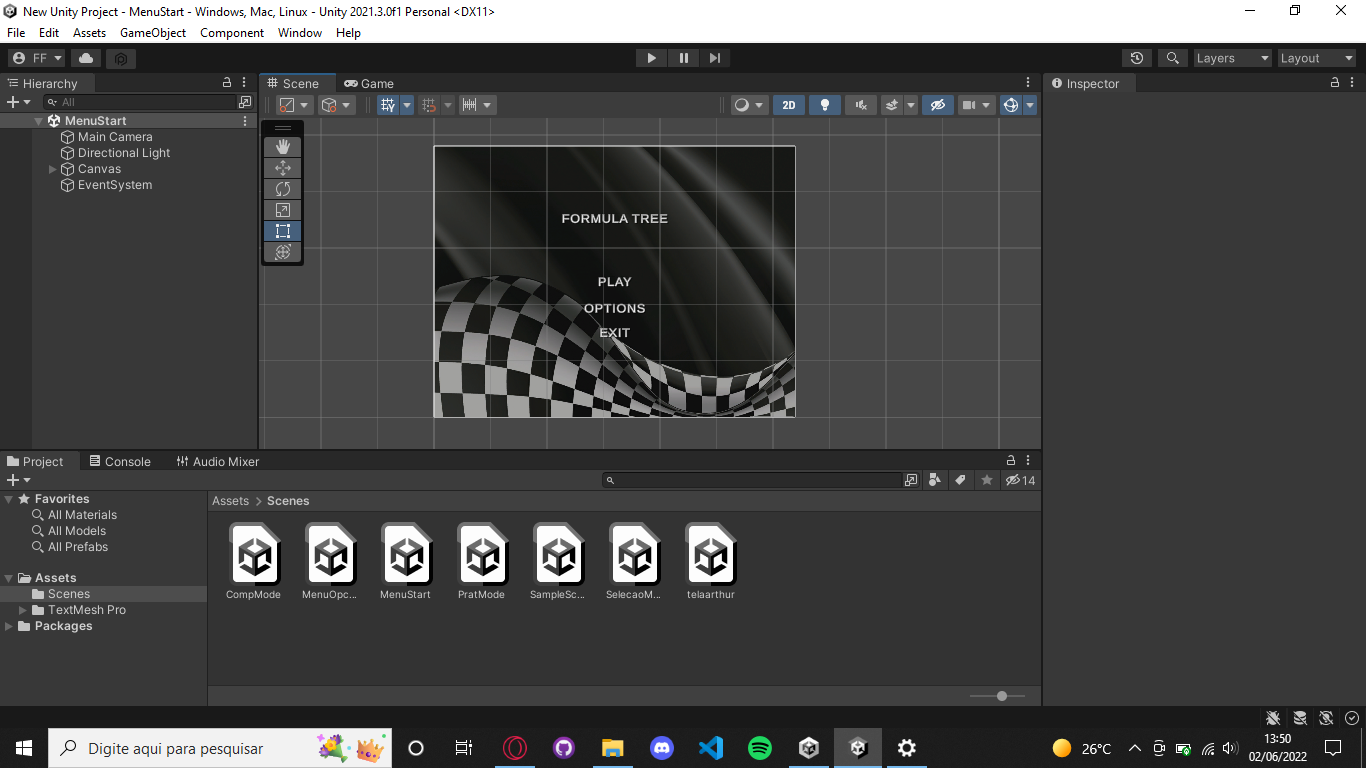 New Unity Project - MenuStart - Windows, Mac, Linux - Unity 2021.3.0f1 Personal <DX11>
File Edit Assets GameObject Component Window Help
FF Layers Layout
Hierarchy
All
MenuStart
Main Camera
Directional Light
Canvas
EventSystem
Scene Game
2D
FORMULA TREE
PLAY
OPTIONS
EXIT
Inspector
Project Console Audio Mixer
14
Favorites
All Materials
All Models
All Prefabs
Assets
Scenes
TextMesh Pro
Packages
Assets > Scenes
CompMode MenuOpc... MenuStart PratMode SampleSc... SelecaoM... telaarthur
Digite aqui para pesquisar
26°C
13:50
02/06/2022